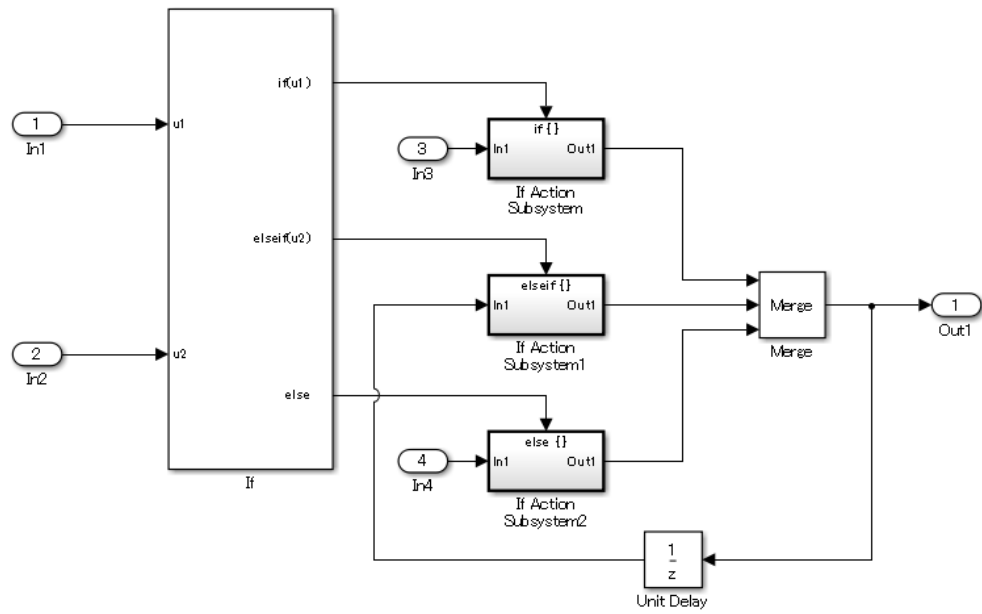 if(u1)
1
In1
u1
if { }
3
In1
Out1
In3
If Action
Subsystem
elseif(u2)
elseif { }
In1
Out1
Merge
1
Out1
If Action
Subsystem1
Merge
2
In2
u2
else
else { }
4
In1
Out1
In4
If
If Action
Subsystem2
1
z
Unit Delay